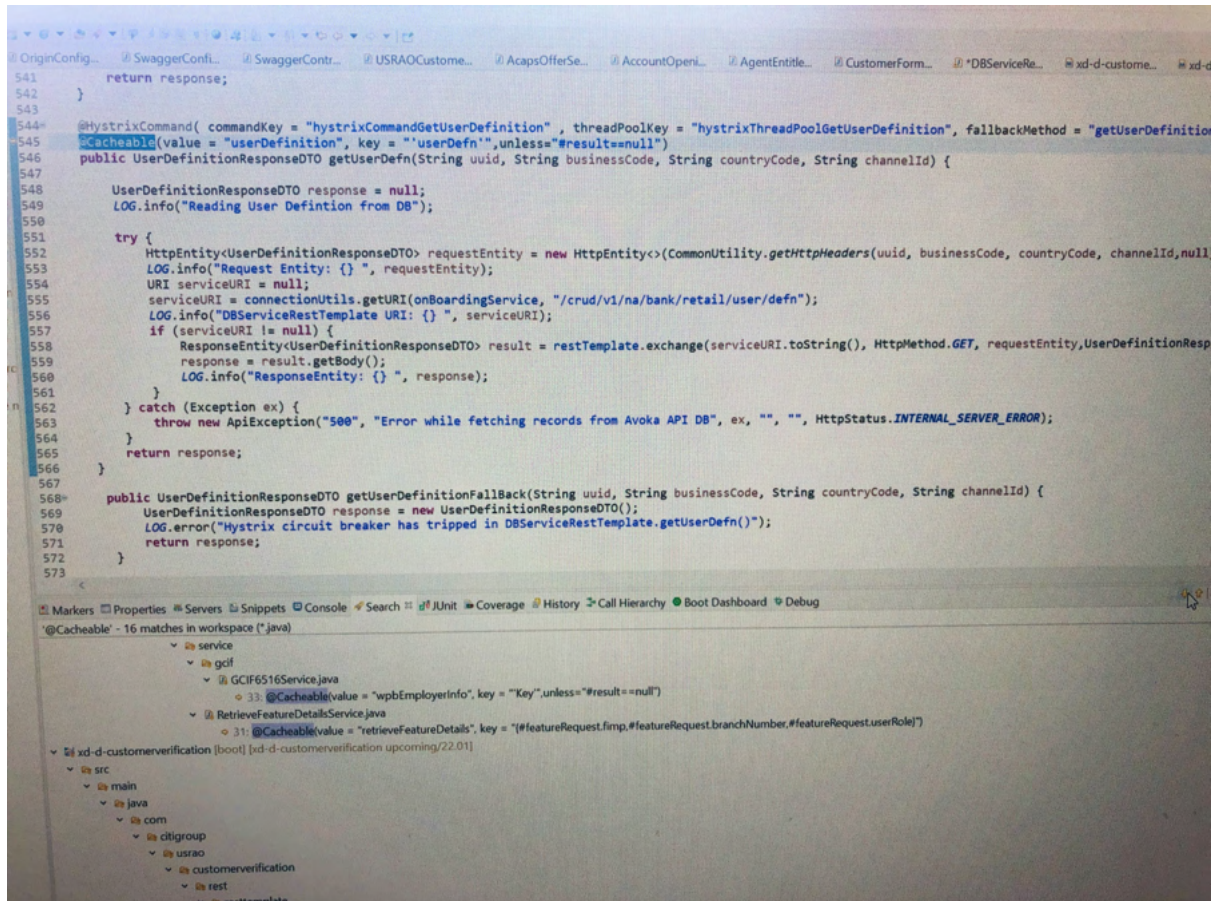 OriginConfig... SwaggerConfi... SwaggerContr... USRAOCustome... AcapsOfferSe... AccountOpeni... AgentEntitle... CustomerForm... *DBServiceRe... xd-d-custome... xd-d
541 return response;
542 }
543
544 @HystrixCommand( commandKey = "hystrixCommandGetUserDefinition" , threadPoolKey = "hystrixThreadPoolGetUserDefinition", fallbackMethod = "getUserDefinition
545 @Cacheable(value = "userDefinition", key = "'userDefn'",unless="#result==null")
546 public UserDefinitionResponseDTO getUserDefn(String uuid, String businessCode, String countryCode, String channelId) {
547
548 UserDefinitionResponseDTO response = null;
549 LOG.info("Reading User Defintion from DB");
550
551 try {
552 HttpEntity<UserDefinitionResponseDTO> requestEntity = new HttpEntity<>(CommonUtility.getHttpHeaders(uuid, businessCode, countryCode, channelId,null
553 LOG.info("Request Entity: {} ", requestEntity);
554 URI serviceURI = null;
555 serviceURI = connectionUtils.getURI(onBoardingService, "/crud/v1/na/bank/retail/user/defn");
556 LOG.info("DBServiceRestTemplate URI: {} ", serviceURI);
557 if (serviceURI != null) {
558 ResponseEntity<UserDefinitionResponseDTO> result = restTemplate.exchange(serviceURI.toString(), HttpMethod.GET, requestEntity,UserDefinitionResp
559 response = result.getBody();
560 LOG.info("ResponseEntity: {} ", response);
561 }
562 } catch (Exception ex) {
563 throw new ApiException("500", "Error while fetching records from Avoka API DB", ex, "", "", HttpStatus.INTERNAL_SERVER_ERROR);
564 }
565 return response;
566 }
567
568 public UserDefinitionResponseDTO getUserDefinitionFallBack(String uuid, String businessCode, String countryCode, String channelId) {
569 UserDefinitionResponseDTO response = new UserDefinitionResponseDTO();
570 LOG.error("Hystrix circuit breaker has tripped in DBServiceRestTemplate.getUserDefn()");
571 return response;
572 }
573
Markers Properties Servers Snippets Console Search JUnit Coverage History Call Hierarchy Boot Dashboard Debug
'@Cacheable' - 16 matches in workspace (*.java)
service
gcif
GCIF6516Service.java
33: @Cacheable(value = "wpbEmployerInfo", key = "'Key'",unless="#result==null")
RetrieveFeatureDetailsService.java
31: @Cacheable(value = "retrieveFeatureDetails", key = "{#featureRequest.fimp,#featureRequest.branchNumber,#featureRequest.userRole}")
xd-d-customerverification [boot] [xd-d-customerverification upcoming/22.01]
src
main
java
com
citigroup
usrao
customerverification
rest